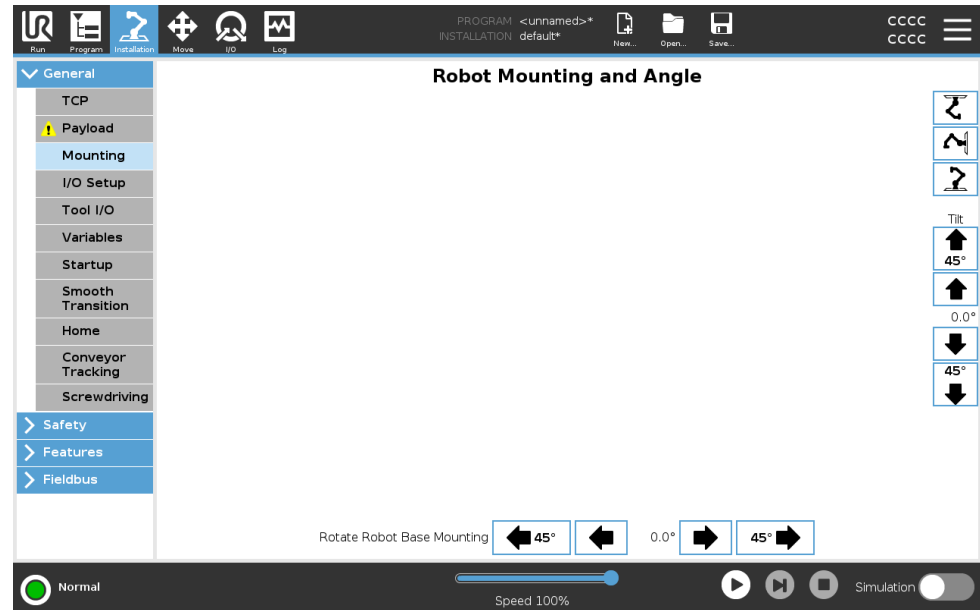 UR
Run
Program
Installation
Move
I/O
Log
PROGRAM <unnamed>*
INSTALLATION default*
New...
Open...
Save...
CCCC
CCCC
General
TCP
Payload
Mounting
I/O Setup
Tool I/O
Variables
Startup
Smooth
Transition
Home
Conveyor
Tracking
Screwdriving
Safety
Features
Fieldbus
Robot Mounting and Angle
Tilt
45°
0.0°
45°
Rotate Robot Base Mounting 45° 0.0° 45°
Normal
Speed 100%
Simulation